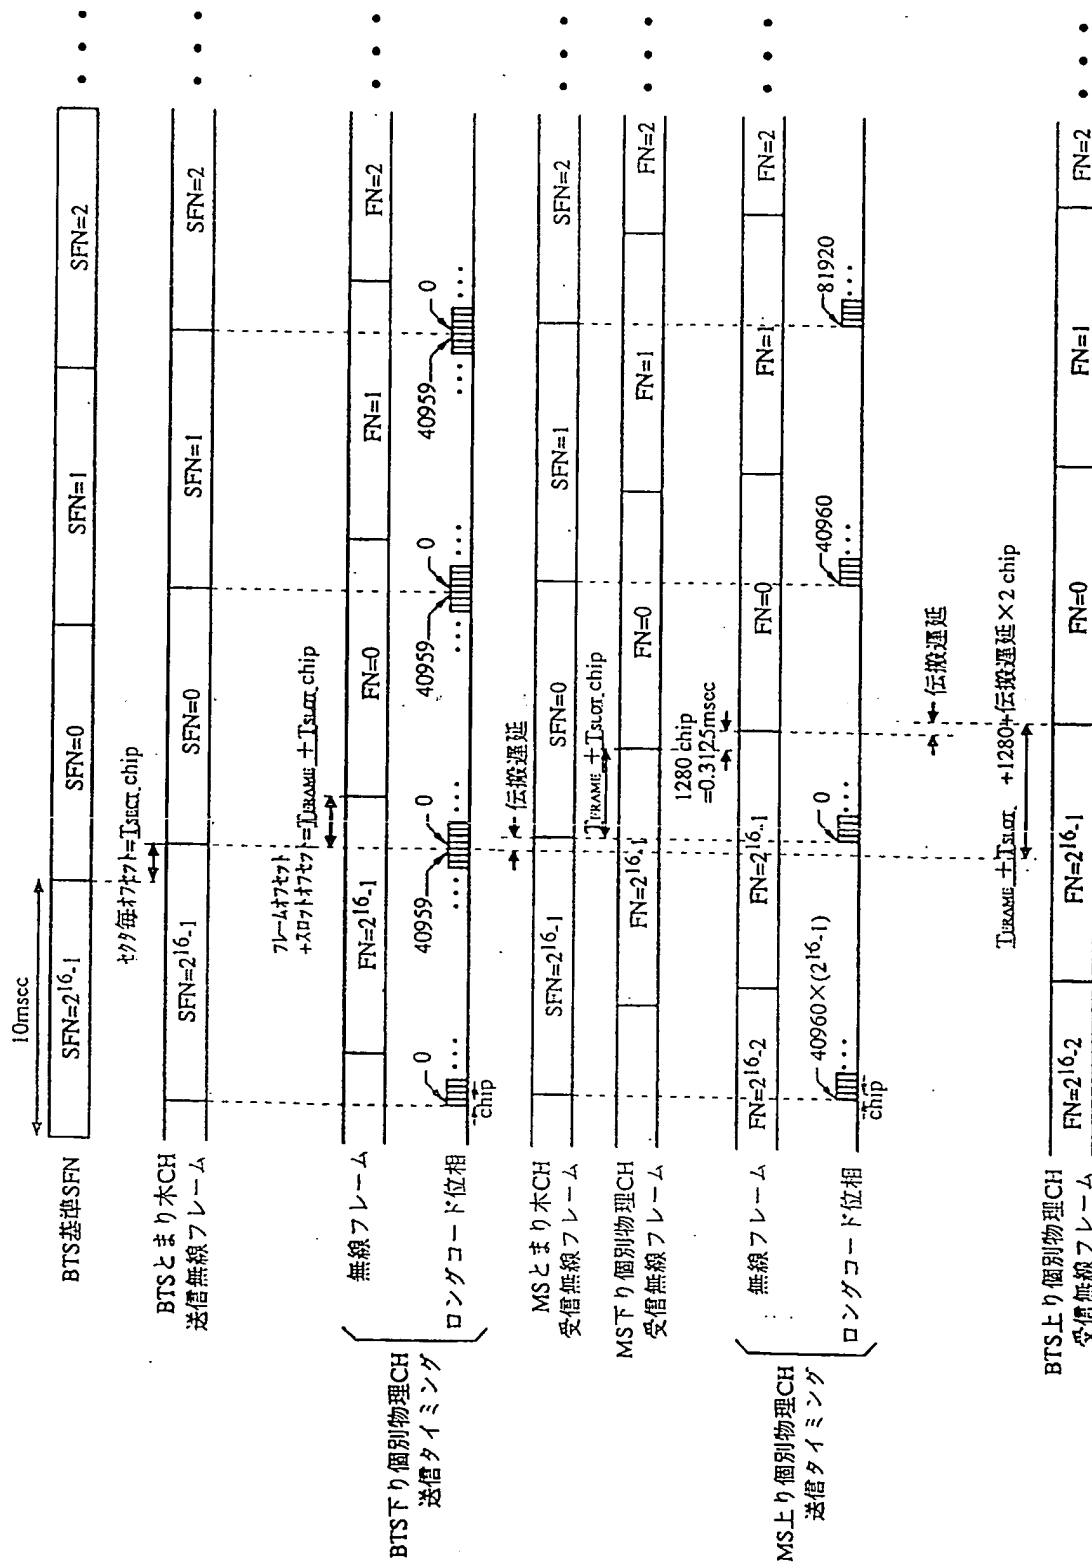 10msec
BTS基準SFN
SFN=2^16-1
SFN=0
SFN=1
SFN=2
• • •
セクタ毎オフセット=TSECT chip
BTSとまり木CH
送信無線フレーム
SFN=2^16-1
SFN=0
SFN=1
SFN=2
• • •
フレームオフセット
+スロットオフセット=TFRAME+TSLOT chip
BTS下り個別物理CH
送信タイミング
無線フレーム
FN=2^16-1
FN=0
FN=1
FN=2
• • •
ロングコード位相
0
•••
chip
•••
40959
0
•••
•••
40959
0
•••
•••
40959
0
•••
伝搬遅延
MSとまり木CH
受信無線フレーム
SFN=2^16-1
SFN=0
SFN=1
SFN=2
• • •
TFRAME+TSLOT chip
MS下り個別物理CH
受信無線フレーム
FN=2^16-1
FN=0
FN=1
FN=2
• • •
1280 chip
=0.3125msec
MS上り個別物理CH
送信タイミング
無線フレーム
FN=2^16-2
FN=2^16-1
FN=0
FN=1
FN=2
• • •
ロングコード位相
40960×(2^16-1)
•••
chip
0
•••
40960
•••
81920
•••
伝搬遅延
TFRAME+TSLOT +1280+伝搬遅延×2 chip
BTS上り個別物理CH
受信無線フレーム
FN=2^16-2
FN=2^16-1
FN=0
FN=1
FN=2
• • •